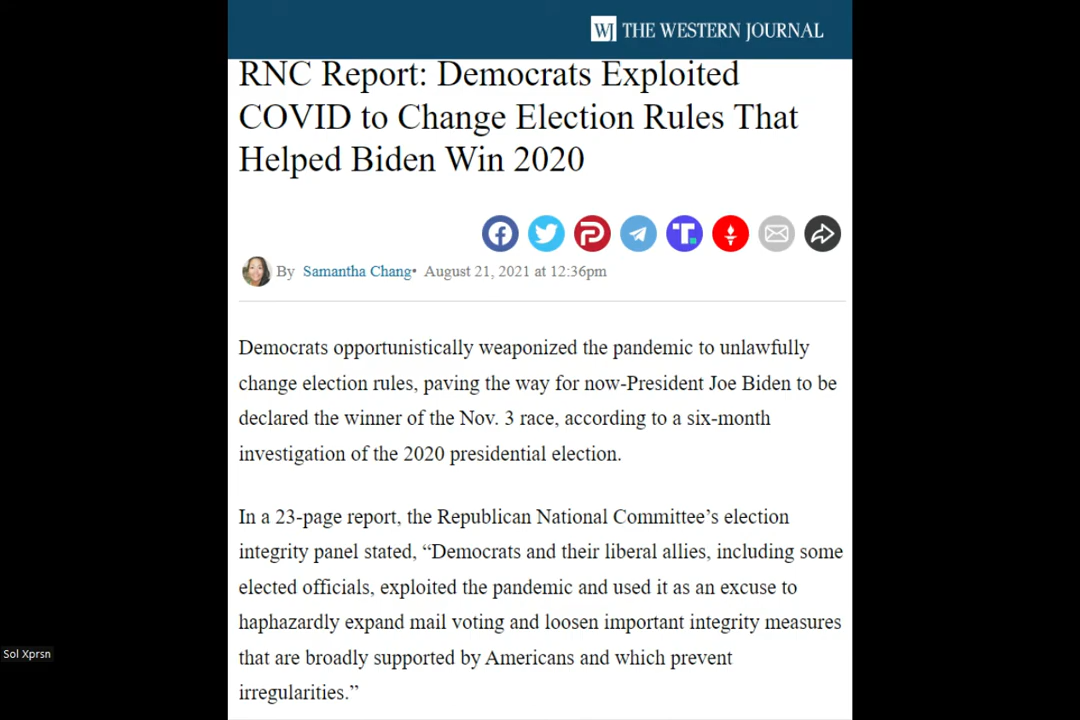 WJ THE WESTERN JOURNAL
RNC Report: Democrats Exploited
COVID to Change Election Rules That
Helped Biden Win 2020
By Samantha Chang• August 21, 2021 at 12:36pm
Democrats opportunistically weaponized the pandemic to unlawfully
change election rules, paving the way for now-President Joe Biden to be
declared the winner of the Nov. 3 race, according to a six-month
investigation of the 2020 presidential election.
In a 23-page report, the Republican National Committee’s election
integrity panel stated, “Democrats and their liberal allies, including some
elected officials, exploited the pandemic and used it as an excuse to
haphazardly expand mail voting and loosen important integrity measures
Sol Xprsn
that are broadly supported by Americans and which prevent
irregularities.”